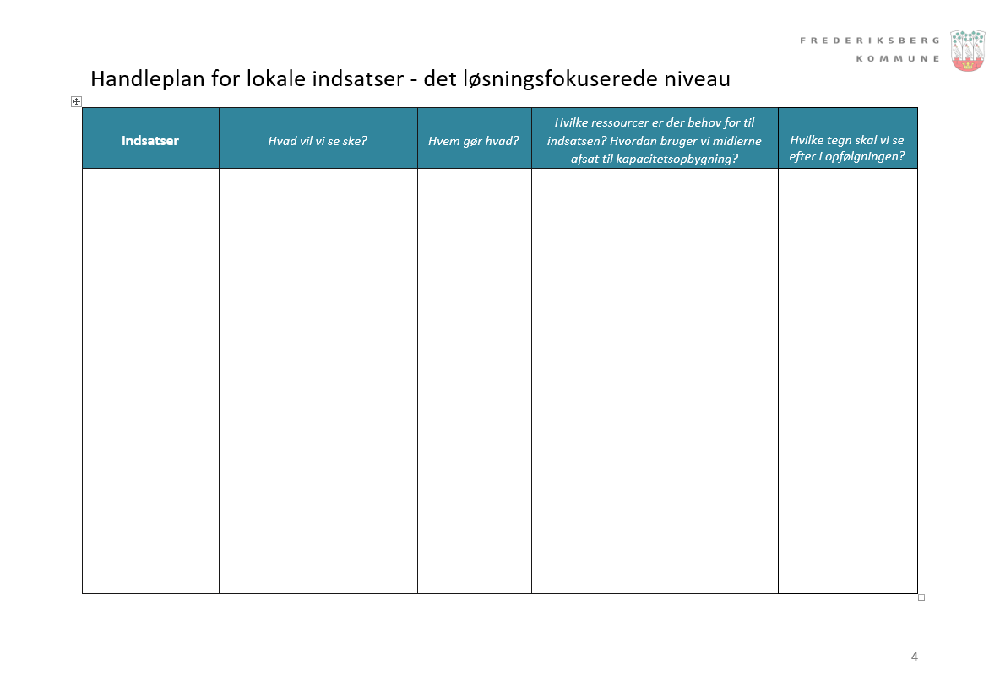 FREDERIKSBERG
KOMMUNE
Handleplan for lokale indsatser - det løsningsfokuserede niveau
Indsatser
Hvad vil vi se ske?
Hvem gør hvad?
Hvilke ressourcer er der behov for til
indsatsen? Hvordan bruger vi midlerne
afsat til kapacitetsopbygning?
Hvilke tegn skal vi se
efter i opfølgningen?
4